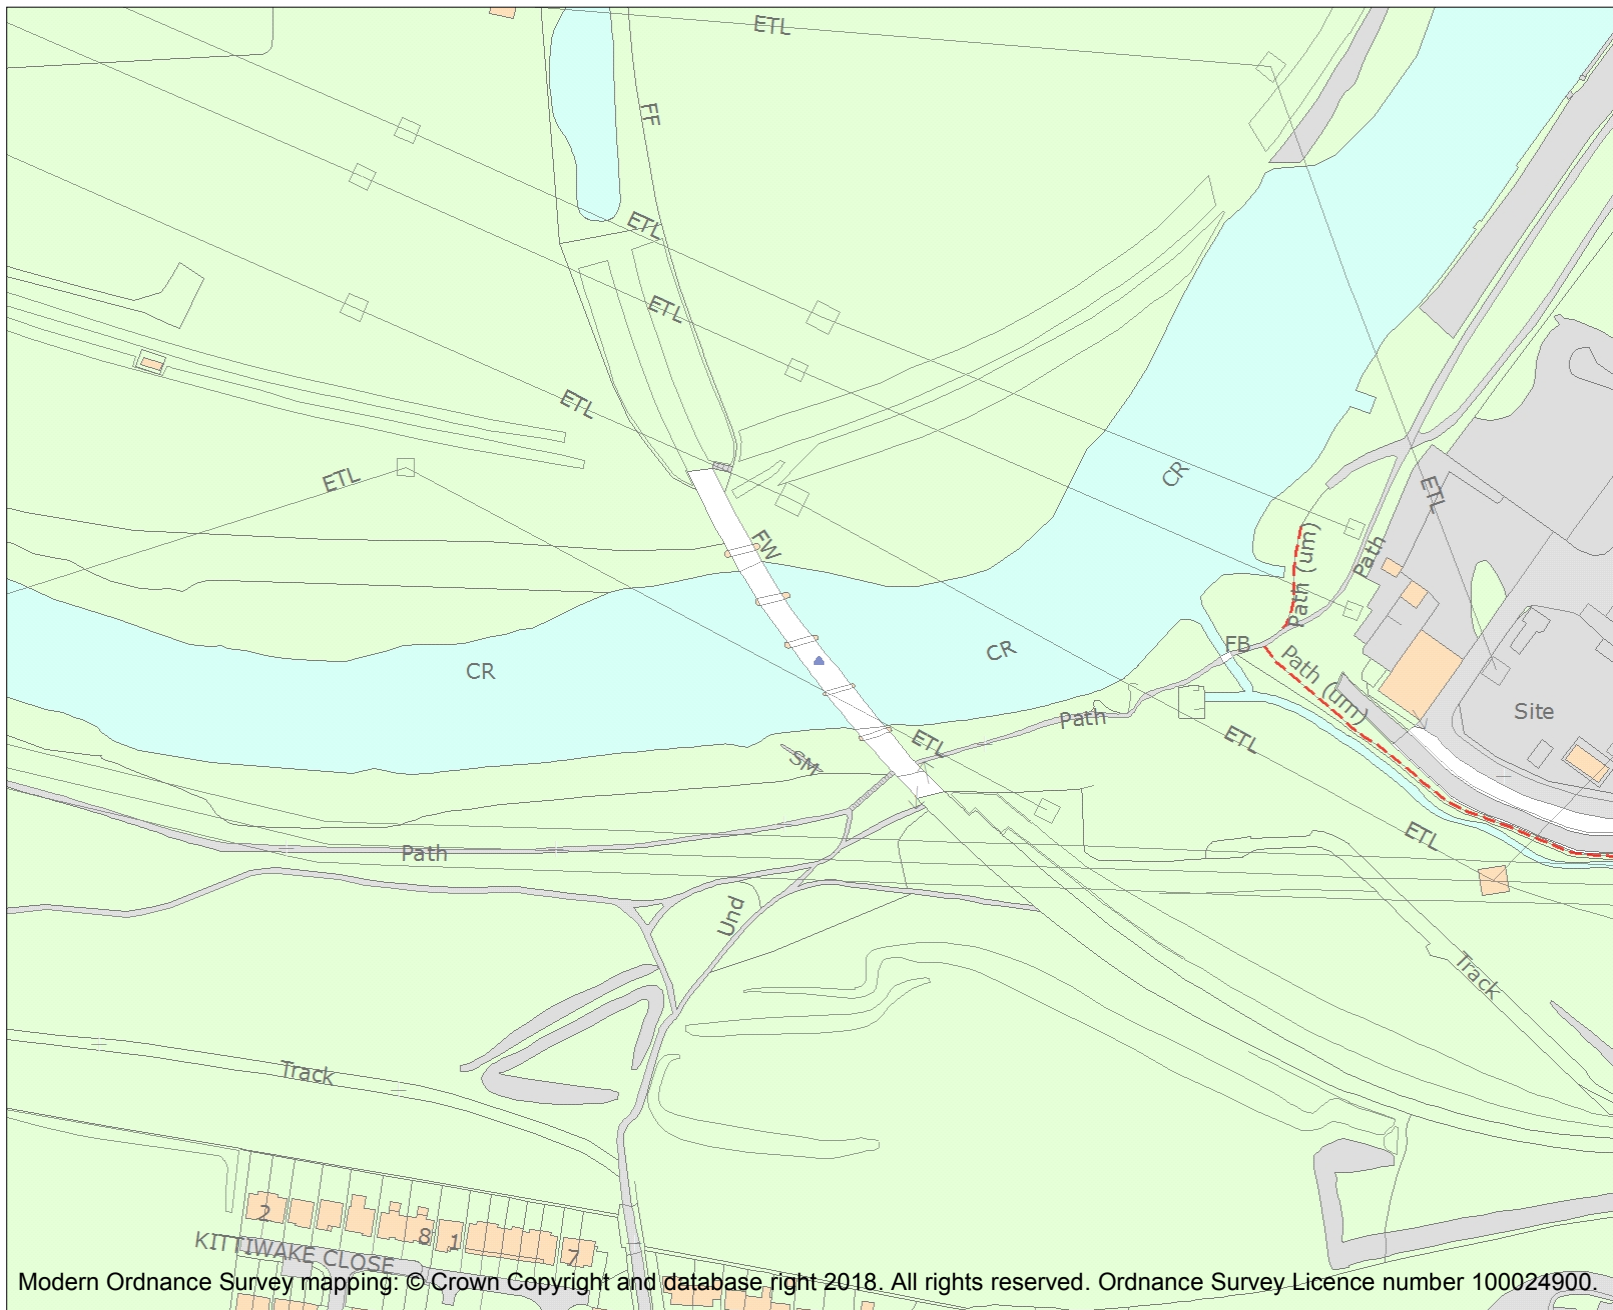 ETL
FF
ETL
ETL
ETL
ETL
CR
ETL
FW
Path (um)
Path
FB
CR
CR
Path (um)
Path
Site
ETL
ETL
SM
ETL
Path
Und
Track
Track
2
8
1
7
KITTIWAKE CLOSE
Modern Ordnance Survey mapping: © Crown Copyright and database right 2018. All rights reserved. Ordnance Survey Licence number 100024900.